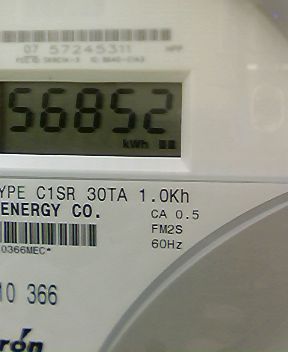 07 57245311
56852
kWh
YPE C1SR 30TA 1.0Kh
ENERGY CO.
CA 0.5
FM2S
60Hz
0366MEC*
10 366
rón